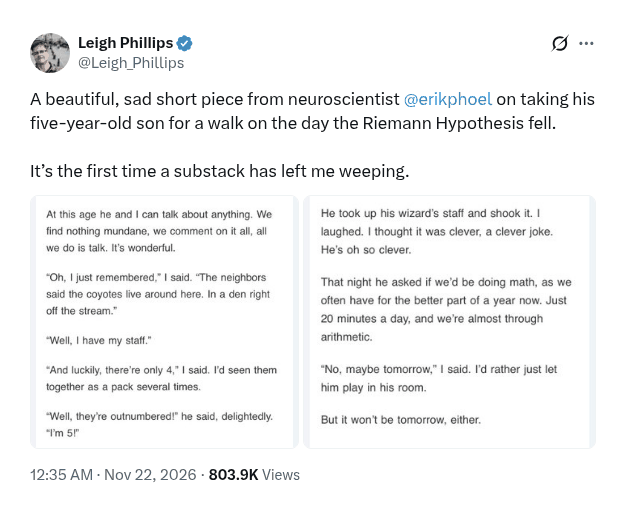 Leigh Phillips
@Leigh_Phillips
A beautiful, sad short piece from neuroscientist @erikphoel on taking his
five-year-old son for a walk on the day the Riemann Hypothesis fell.
It’s the first time a substack has left me weeping.
At this age he and I can talk about anything. We
find nothing mundane, we comment on it all, all
we do is talk. It’s wonderful.
“Oh, I just remembered,” I said. “The neighbors
said the coyotes live around here. In a den right
off the stream.”
“Well, I have my staff.”
“And luckily, there’re only 4,” I said. I’d seen them
together as a pack several times.
“Well, they’re outnumbered!” he said, delightedly.
“I’m 5!”
He took up his wizard’s staff and shook it. I
laughed. I thought it was clever, a clever joke.
He’s oh so clever.
That night he asked if we’d be doing math, as we
often have for the better part of a year now. Just
20 minutes a day, and we’re almost through
arithmetic.
“No, maybe tomorrow,” I said. I’d rather just let
him play in his room.
But it won’t be tomorrow, either.
12:35 AM · Nov 22, 2026 · 803.9K Views